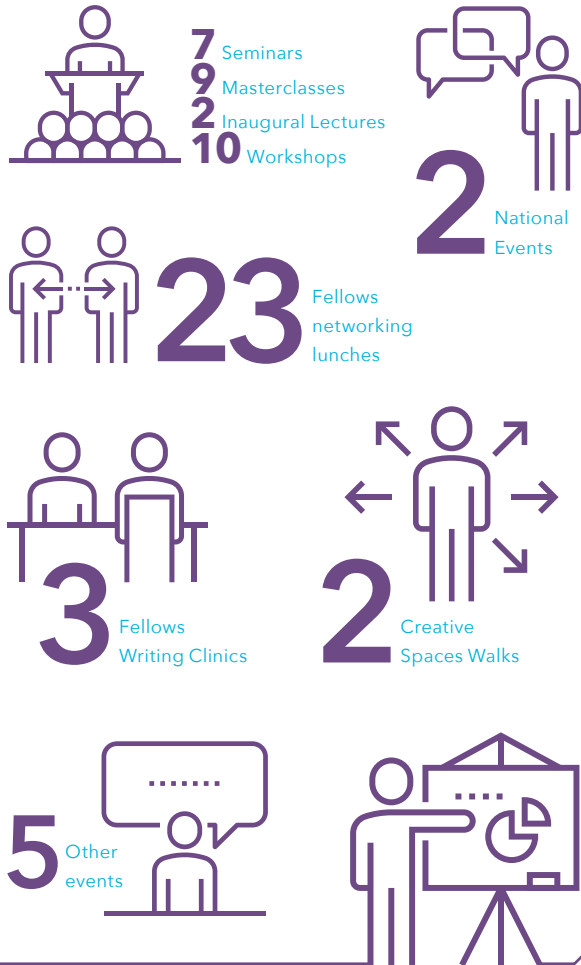 7 Seminars
9 Masterclasses
2 Inaugural Lectures
10 Workshops
2 National
Events
23 Fellows
networking
lunches
3 Fellows
Writing Clinics
2 Creative
Spaces Walks
5 Other
events